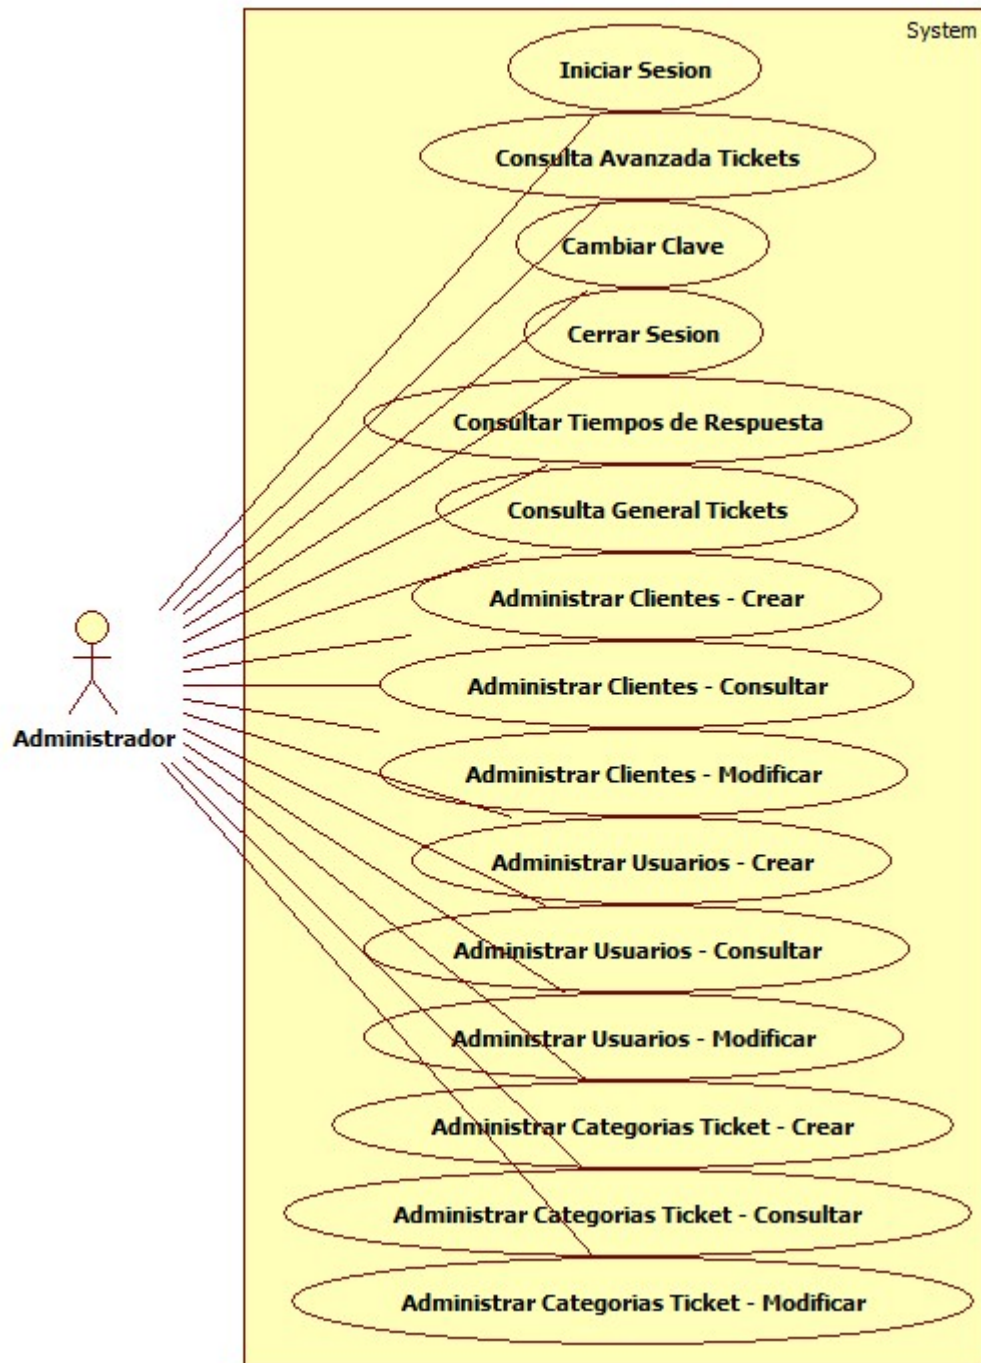 System
Iniciar Sesion
Consulta Avanzada Tickets
Cambiar Clave
Cerrar Sesion
Consultar Tiempos de Respuesta
Consulta General Tickets
Administrar Clientes - Crear
Administrar Clientes - Consultar
Administrador
Administrar Clientes - Modificar
Administrar Usuarios - Crear
Administrar Usuarios - Consultar
Administrar Usuarios - Modificar
Administrar Categorias Ticket - Crear
Administrar Categorias Ticket - Consultar
Administrar Categorias Ticket - Modificar